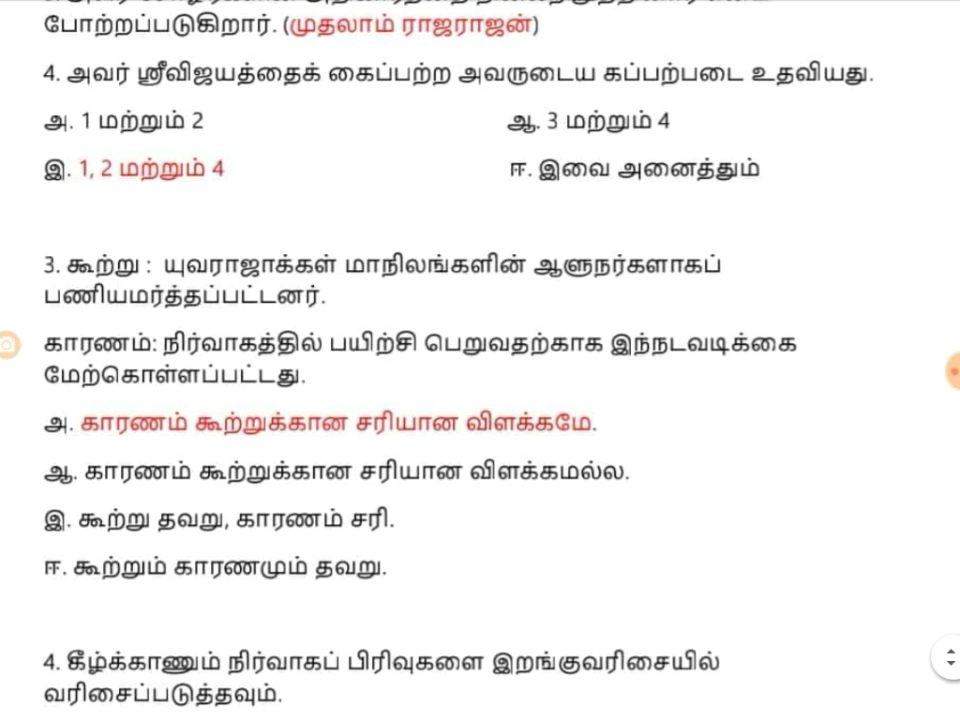 போற்றப்படுகிறார். (முதலாம் ராஜராஜன்)
4. அவர் ஸ்ரீவிஜயத்தைக் கைப்பற்ற அவருடைய கப்பற்படை உதவியது.
அ. 1 மற்றும் 2 ஆ. 3 மற்றும் 4
இ. 1, 2 மற்றும் 4 ஈ. இவை அனைத்தும்
3. கூற்று : யுவராஜாக்கள் மாநிலங்களின் ஆளுநர்களாகப்
பணியமர்த்தப்பட்டனர்.
காரணம்: நிர்வாகத்தில் பயிற்சி பெறுவதற்காக இந்நடவடிக்கை
மேற்கொள்ளப்பட்டது.
அ. காரணம் கூற்றுக்கான சரியான விளக்கமே.
ஆ. காரணம் கூற்றுக்கான சரியான விளக்கமல்ல.
இ. கூற்று தவறு, காரணம் சரி.
ஈ. கூற்றும் காரணமும் தவறு.
4. கீழ்க்காணும் நிர்வாகப் பிரிவுகளை இறங்குவரிசையில்
வரிசைப்படுத்தவும்.